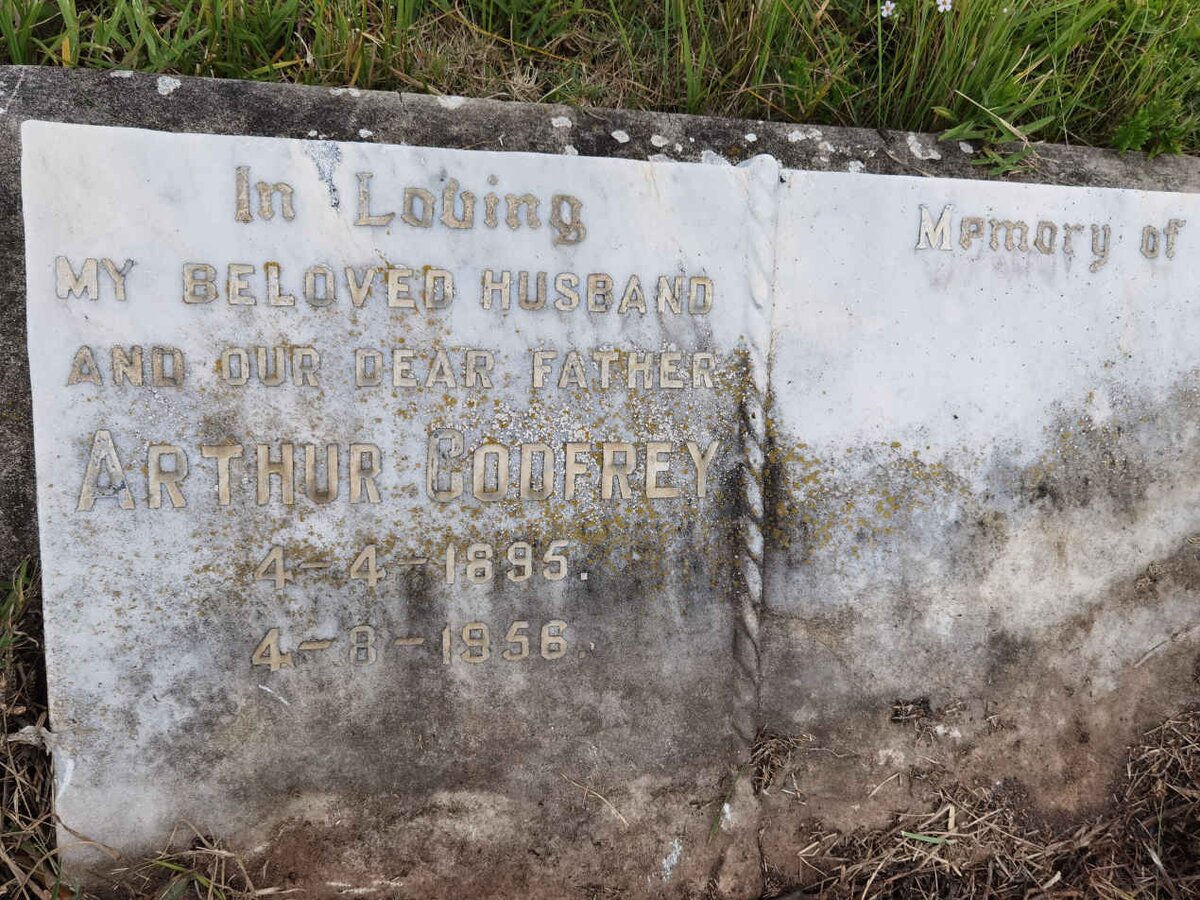 In Loving Memory of
MY BELOVED HUSBAND
AND OUR DEAR FATHER
ARTHUR GODFREY
4-4-1895.
4-8-1956.